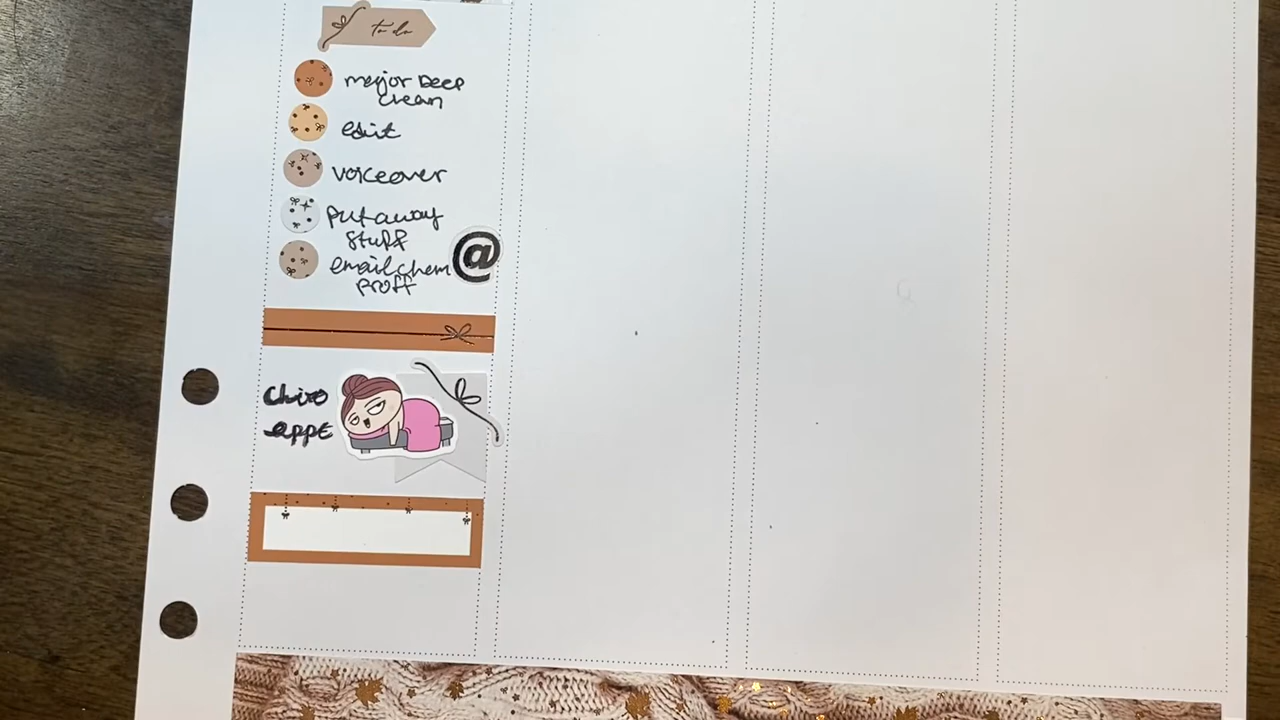 to do
major Deep
clean
edit
voiceover
put away
stuff
email chem
proff
@
Chiro
appt